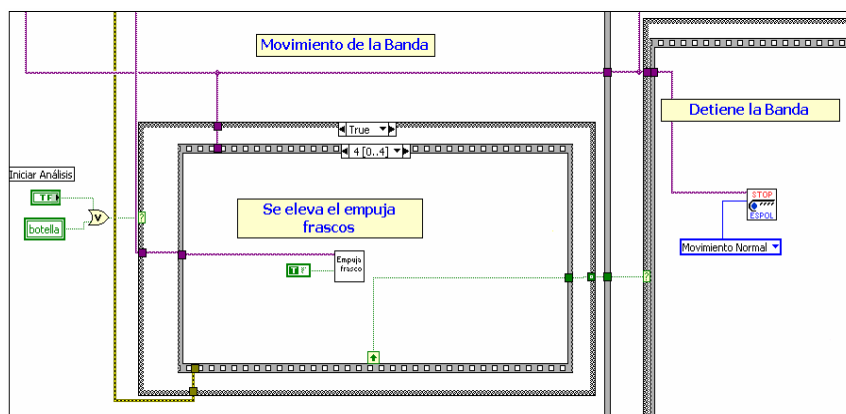 Movimiento de la Banda
Detiene la Banda
True
4 [0..4]
Iniciar Análisis
TF
botella
V
?
Se eleva el empuja
frascos
Empuja
frasco
T F
?
STOP
ESPOL
Movimiento Normal